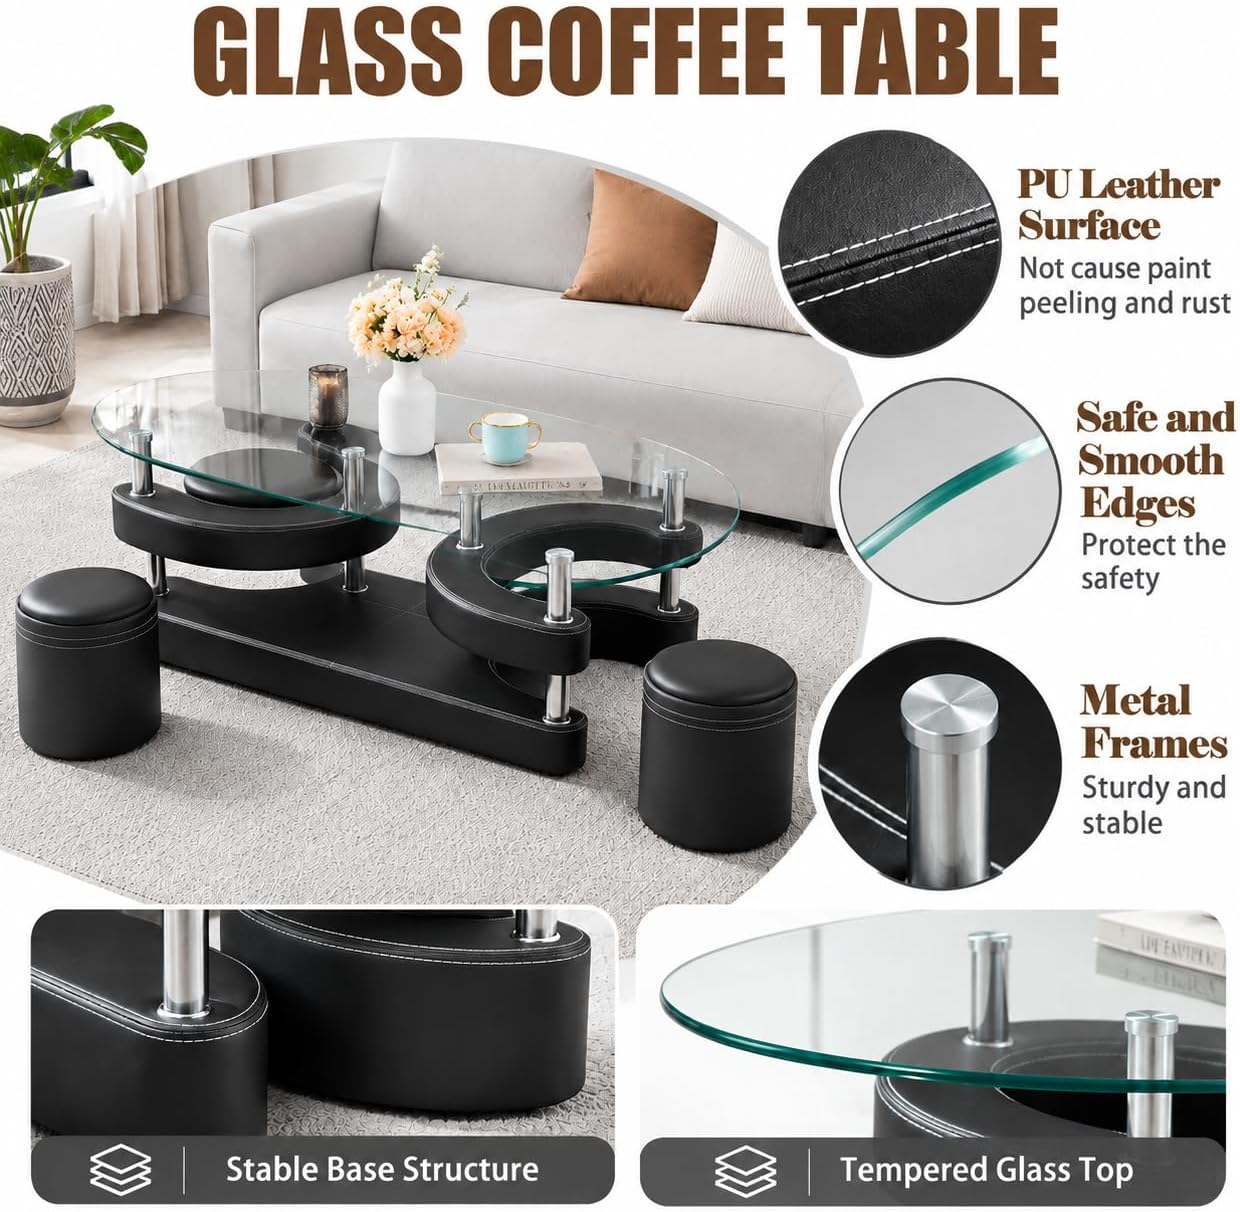 GLASS COFFEE TABLE
PU Leather
Surface
Not cause paint
peeling and rust
Safe and
Smooth
Edges
Protect the
safety
Metal
Frames
Sturdy and
stable
Stable Base Structure
Tempered Glass Top